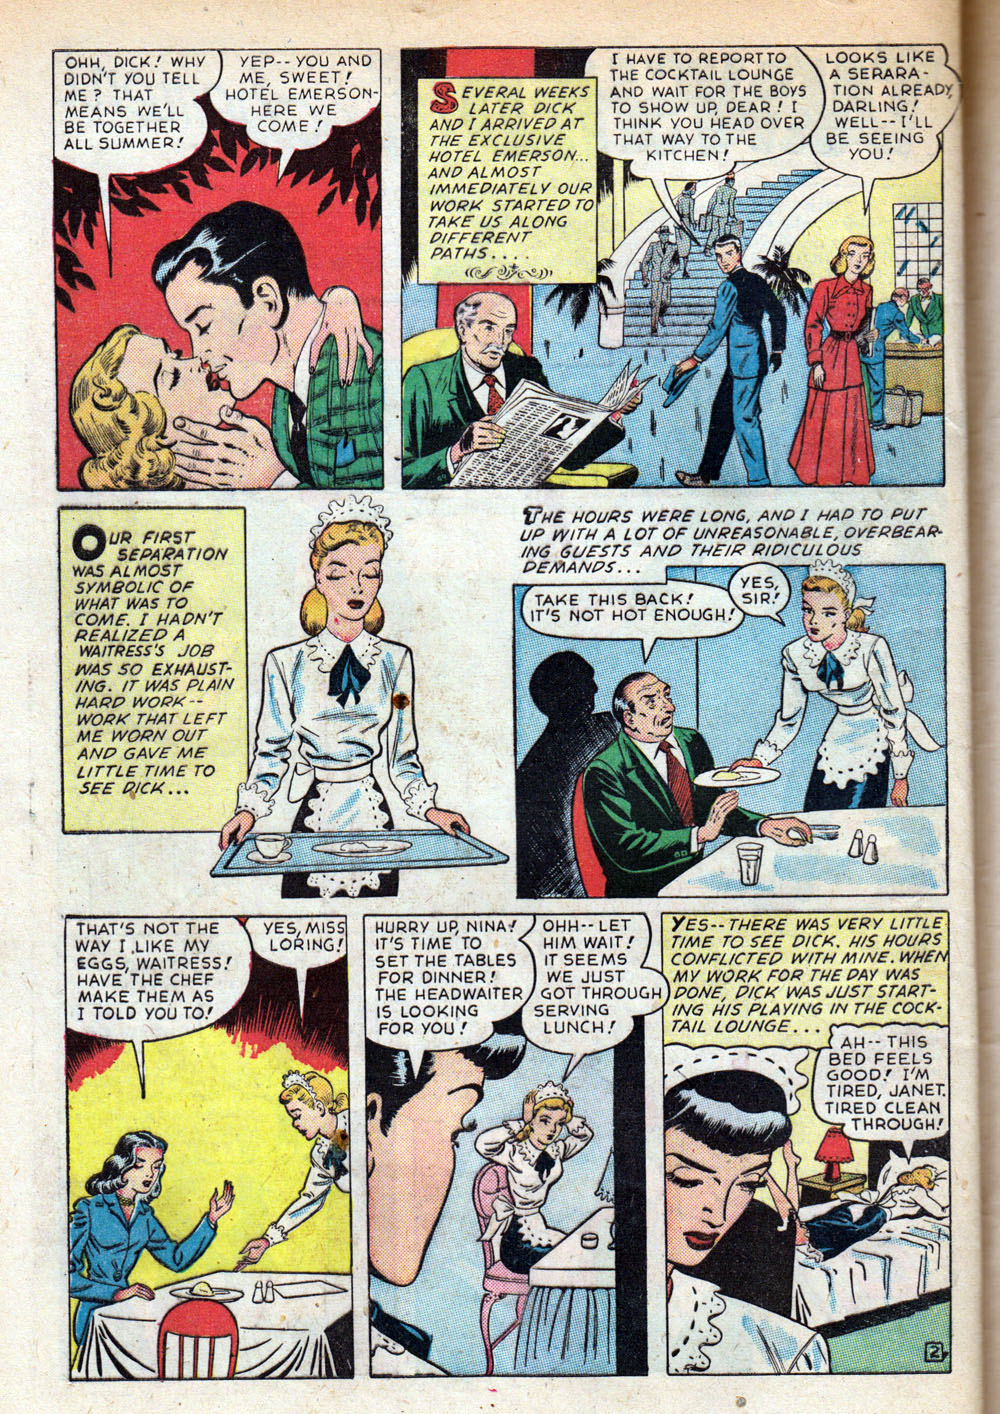 OHH, DICK! WHY
DIDN'T YOU TELL
ME? THAT
MEANS WE'LL
BE TOGETHER
ALL SUMMER!
YEP-- YOU AND
ME, SWEET!
HOTEL EMERSON-
HERE WE
COME!
SEVERAL WEEKS
LATER DICK
AND I ARRIVED AT
THE EXCLUSIVE
HOTEL EMERSON...
AND ALMOST
IMMEDIATELY OUR
WORK STARTED TO
TAKE US ALONG
DIFFERENT
PATHS....
I HAVE TO REPORT TO
THE COCKTAIL LOUNGE
AND WAIT FOR THE BOYS
TO SHOW UP, DEAR! I
THINK YOU HEAD OVER
THAT WAY TO THE
KITCHEN!
LOOKS LIKE
A SERARA-
TION ALREADY,
DARLING!
WELL-- I'LL
BE SEEING
YOU!
OUR FIRST
SEPARATION
WAS ALMOST
SYMBOLIC OF
WHAT WAS TO
COME. I HADN'T
REALIZED A
WAITRESS'S JOB
WAS SO EXHAUST-
ING. IT WAS PLAIN
HARD WORK--
WORK THAT LEFT
ME WORN OUT
AND GAVE ME
LITTLE TIME TO
SEE DICK...
THE HOURS WERE LONG, AND I HAD TO PUT
UP WITH A LOT OF UNREASONABLE, OVERBEAR-
ING GUESTS AND THEIR RIDICULOUS
DEMANDS...
TAKE THIS BACK!
IT'S NOT HOT ENOUGH!
YES,
SIR!
THAT'S NOT THE
WAY I LIKE MY
EGGS, WAITRESS!
HAVE THE CHEF
MAKE THEM AS
I TOLD YOU TO!
YES, MISS
LORING!
HURRY UP, NINA!
IT'S TIME TO
SET THE TABLES
FOR DINNER!
THE HEADWAITER
IS LOOKING
FOR YOU!
OHH-- LET
HIM WAIT!
IT SEEMS
WE JUST
GOT THROUGH
SERVING
LUNCH!
YES-- THERE WAS VERY LITTLE
TIME TO SEE DICK. HIS HOURS
CONFLICTED WITH MINE. WHEN
MY WORK FOR THE DAY WAS
DONE, DICK WAS JUST START-
ING HIS PLAYING IN THE COCK-
TAIL LOUNGE...
AH-- THIS
BED FEELS
GOOD! I'M
TIRED, JANET.
TIRED CLEAN
THROUGH!
2